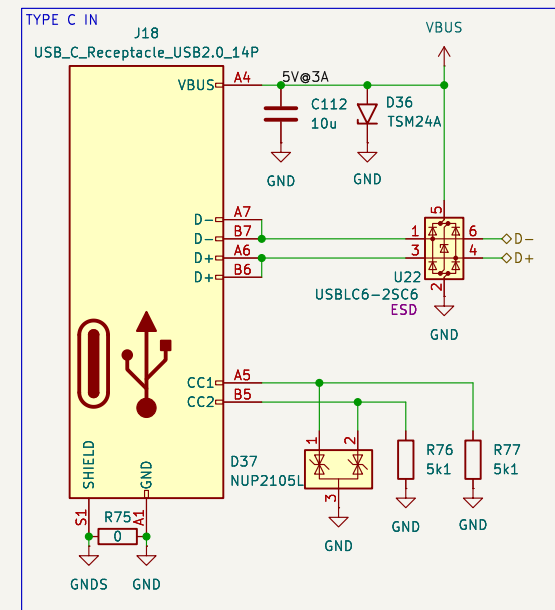 TYPE C IN
J18
USB_C_Receptacle_USB2.0_14P
VBUS
VBUS A4
5V@3A
C112
10u
D36
TSM24A
GND
GND
D- A7
D- B7
D+ A6
D+ B6
5
1
3
6
4
2
D-
D+
U22
USBLC6-2SC6
ESD
GND
CC1 A5
CC2 B5
1
2
3
D37
NUP2105L
R76
5k1
R77
5k1
GND
GND
GND
SHIELD
GND
S1
A1
R75
0
GNDS
GND